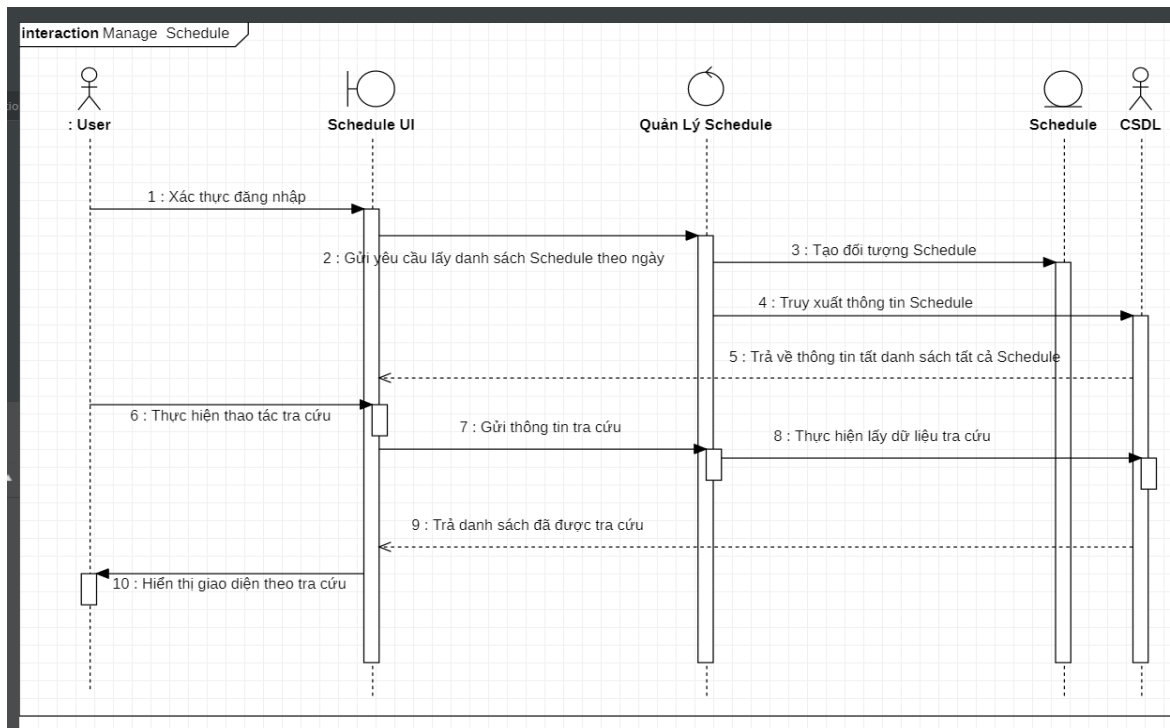 interaction Manage Schedule
: User
Schedule UI
Quản Lý Schedule
Schedule
CSDL
1 : Xác thực đăng nhập
2 : Gửi yêu cầu lấy danh sách Schedule theo ngày
3 : Tạo đối tượng Schedule
4 : Truy xuất thông tin Schedule
5 : Trả về thông tin tất danh sách tất cả Schedule
6 : Thực hiện thao tác tra cứu
7 : Gửi thông tin tra cứu
8 : Thực hiện lấy dữ liệu tra cứu
9 : Trả danh sách đã được tra cứu
10 : Hiển thị giao diện theo tra cứu